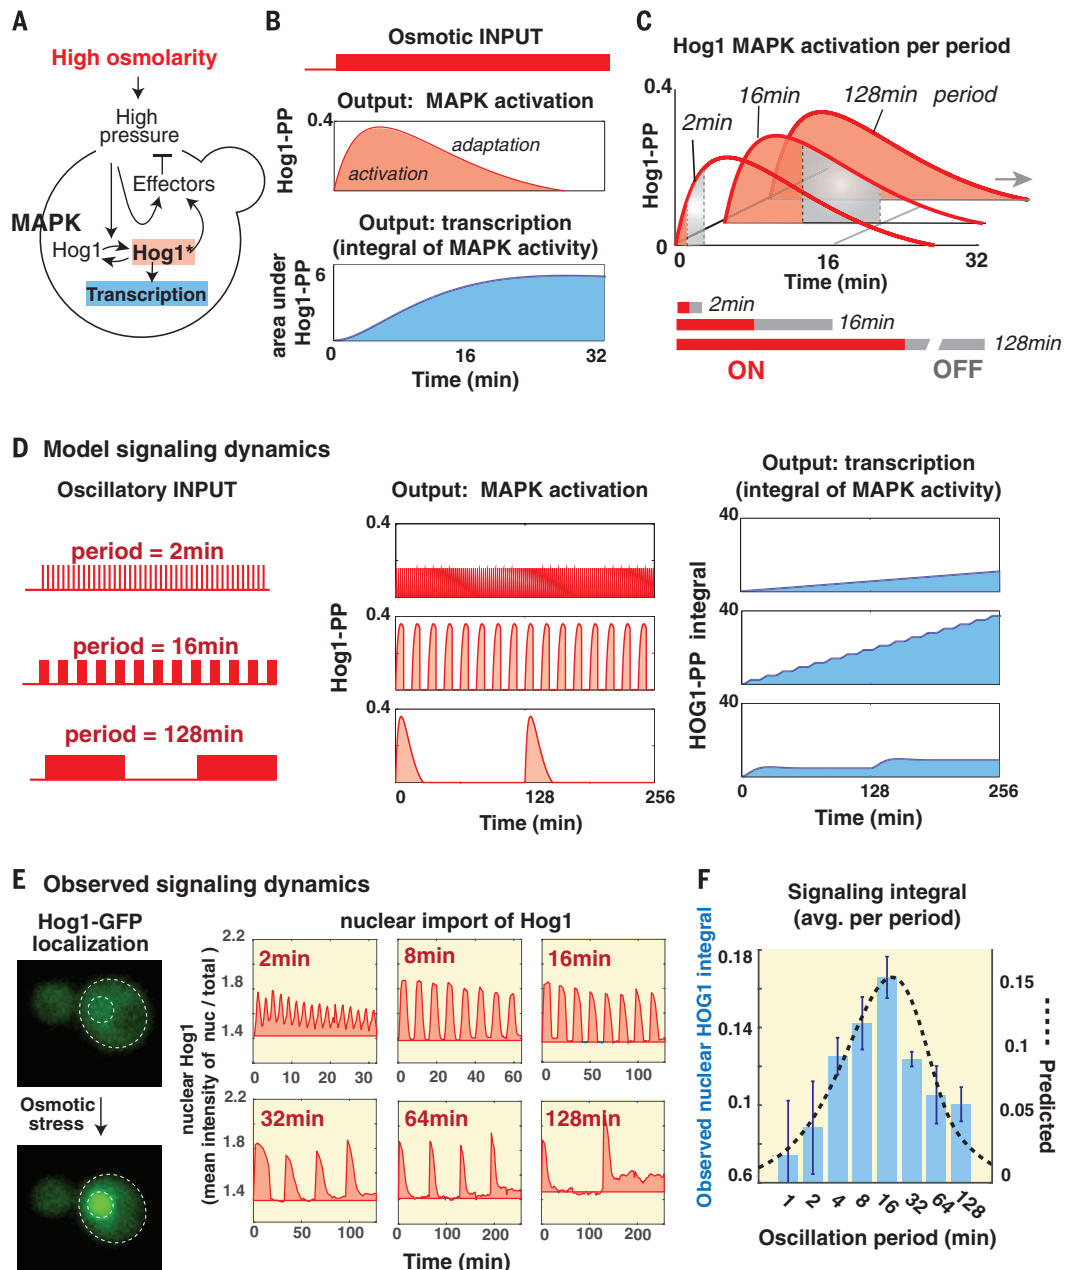 A
High osmolarity
High
pressure
Effectors
MAPK
Hog1
Hog1*
Transcription
B
Osmotic INPUT
Output: MAPK activation
0.4
Hog1-PP
activation
adaptation
Output: transcription
(integral of MAPK activity)
6
area under
Hog1-PP
0
16
32
Time (min)
C
Hog1 MAPK activation per period
0.4
2min
16min
128min period
Hog1-PP
0
0
16
32
Time (min)
2min
16min
128min
ON
OFF
D Model signaling dynamics
Oscillatory INPUT
period = 2min
period = 16min
period = 128min
Output: MAPK activation
0.4
0.4
0.4
Hog1-PP
0
128
256
Time (min)
Output: transcription
(integral of MAPK activity)
40
40
40
HOG1-PP integral
0
128
256
Time (min)
E Observed signaling dynamics
Hog1-GFP
localization
Osmotic
stress
nuclear import of Hog1
nuclear Hog1
(mean intensity of nuc / total)
2.2
1.8
1.4
2min
0 10 20 30
8min
0 20 40 60
16min
0 50 100
2.2
1.8
1.4
32min
0 50 100
64min
0 100 200
128min
0 100 200
Time (min)
F
Signaling integral
(avg. per period)
Observed nuclear HOG1 integral
0.18
0.14
0.1
0.6
0.15
0.1
0.05
0
Predicted
1 2 4 8 16 32 64 128
Oscillation period (min)